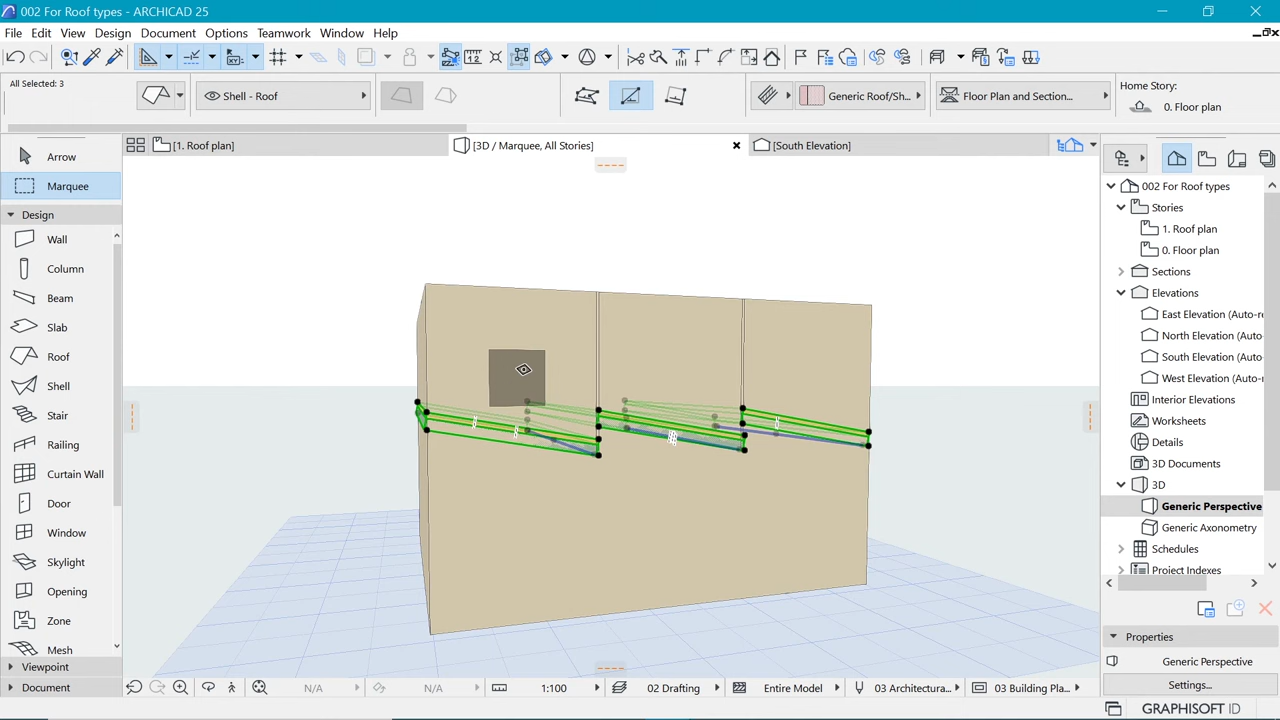 002 For Roof types - ARCHICAD 25
File Edit View Design Document Options Teamwork Window Help
All Selected: 3
Shell - Roof
Generic Roof/Sh...
Floor Plan and Section...
Home Story:
0. Floor plan
[1. Roof plan]
[3D / Marquee, All Stories]
[South Elevation]
Arrow
Marquee
Design
Wall
Column
Beam
Slab
Roof
Shell
Stair
Railing
Curtain Wall
Door
Window
Skylight
Opening
Zone
Mesh
Viewpoint
Document
002 For Roof types
Stories
1. Roof plan
0. Floor plan
Sections
Elevations
East Elevation (Auto-r
North Elevation (Auto
South Elevation (Auto
West Elevation (Auto-
Interior Elevations
Worksheets
Details
3D Documents
3D
Generic Perspective
Generic Axonometry
Schedules
Project Indexes
Properties
Generic Perspective
Settings...
N/A
N/A
1:100
02 Drafting
Entire Model
03 Architectura...
03 Building Pla...
GRAPHISOFT ID